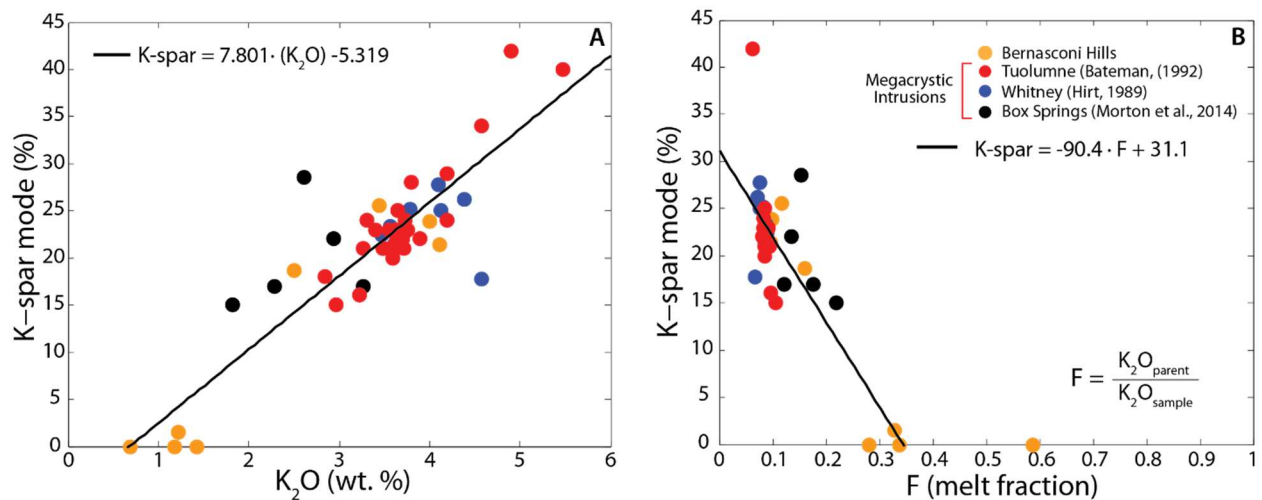 A
K-spar = 7.801· (K₂O) -5.319
K–spar mode (%)
45
40
35
30
25
20
15
10
5
0
0 1 2 3 4 5 6
K₂O (wt. %)
B
Bernasconi Hills
Megacrystic Intrusions
Tuolumne (Bateman, (1992)
Whitney (Hirt, 1989)
Box Springs (Morton et al., 2014)
K-spar = -90.4 · F + 31.1
F = K₂Oparent / K₂Osample
K–spar mode (%)
45
40
35
30
25
20
15
10
5
0
0 0.1 0.2 0.3 0.4 0.5 0.6 0.7 0.8 0.9 1
F (melt fraction)